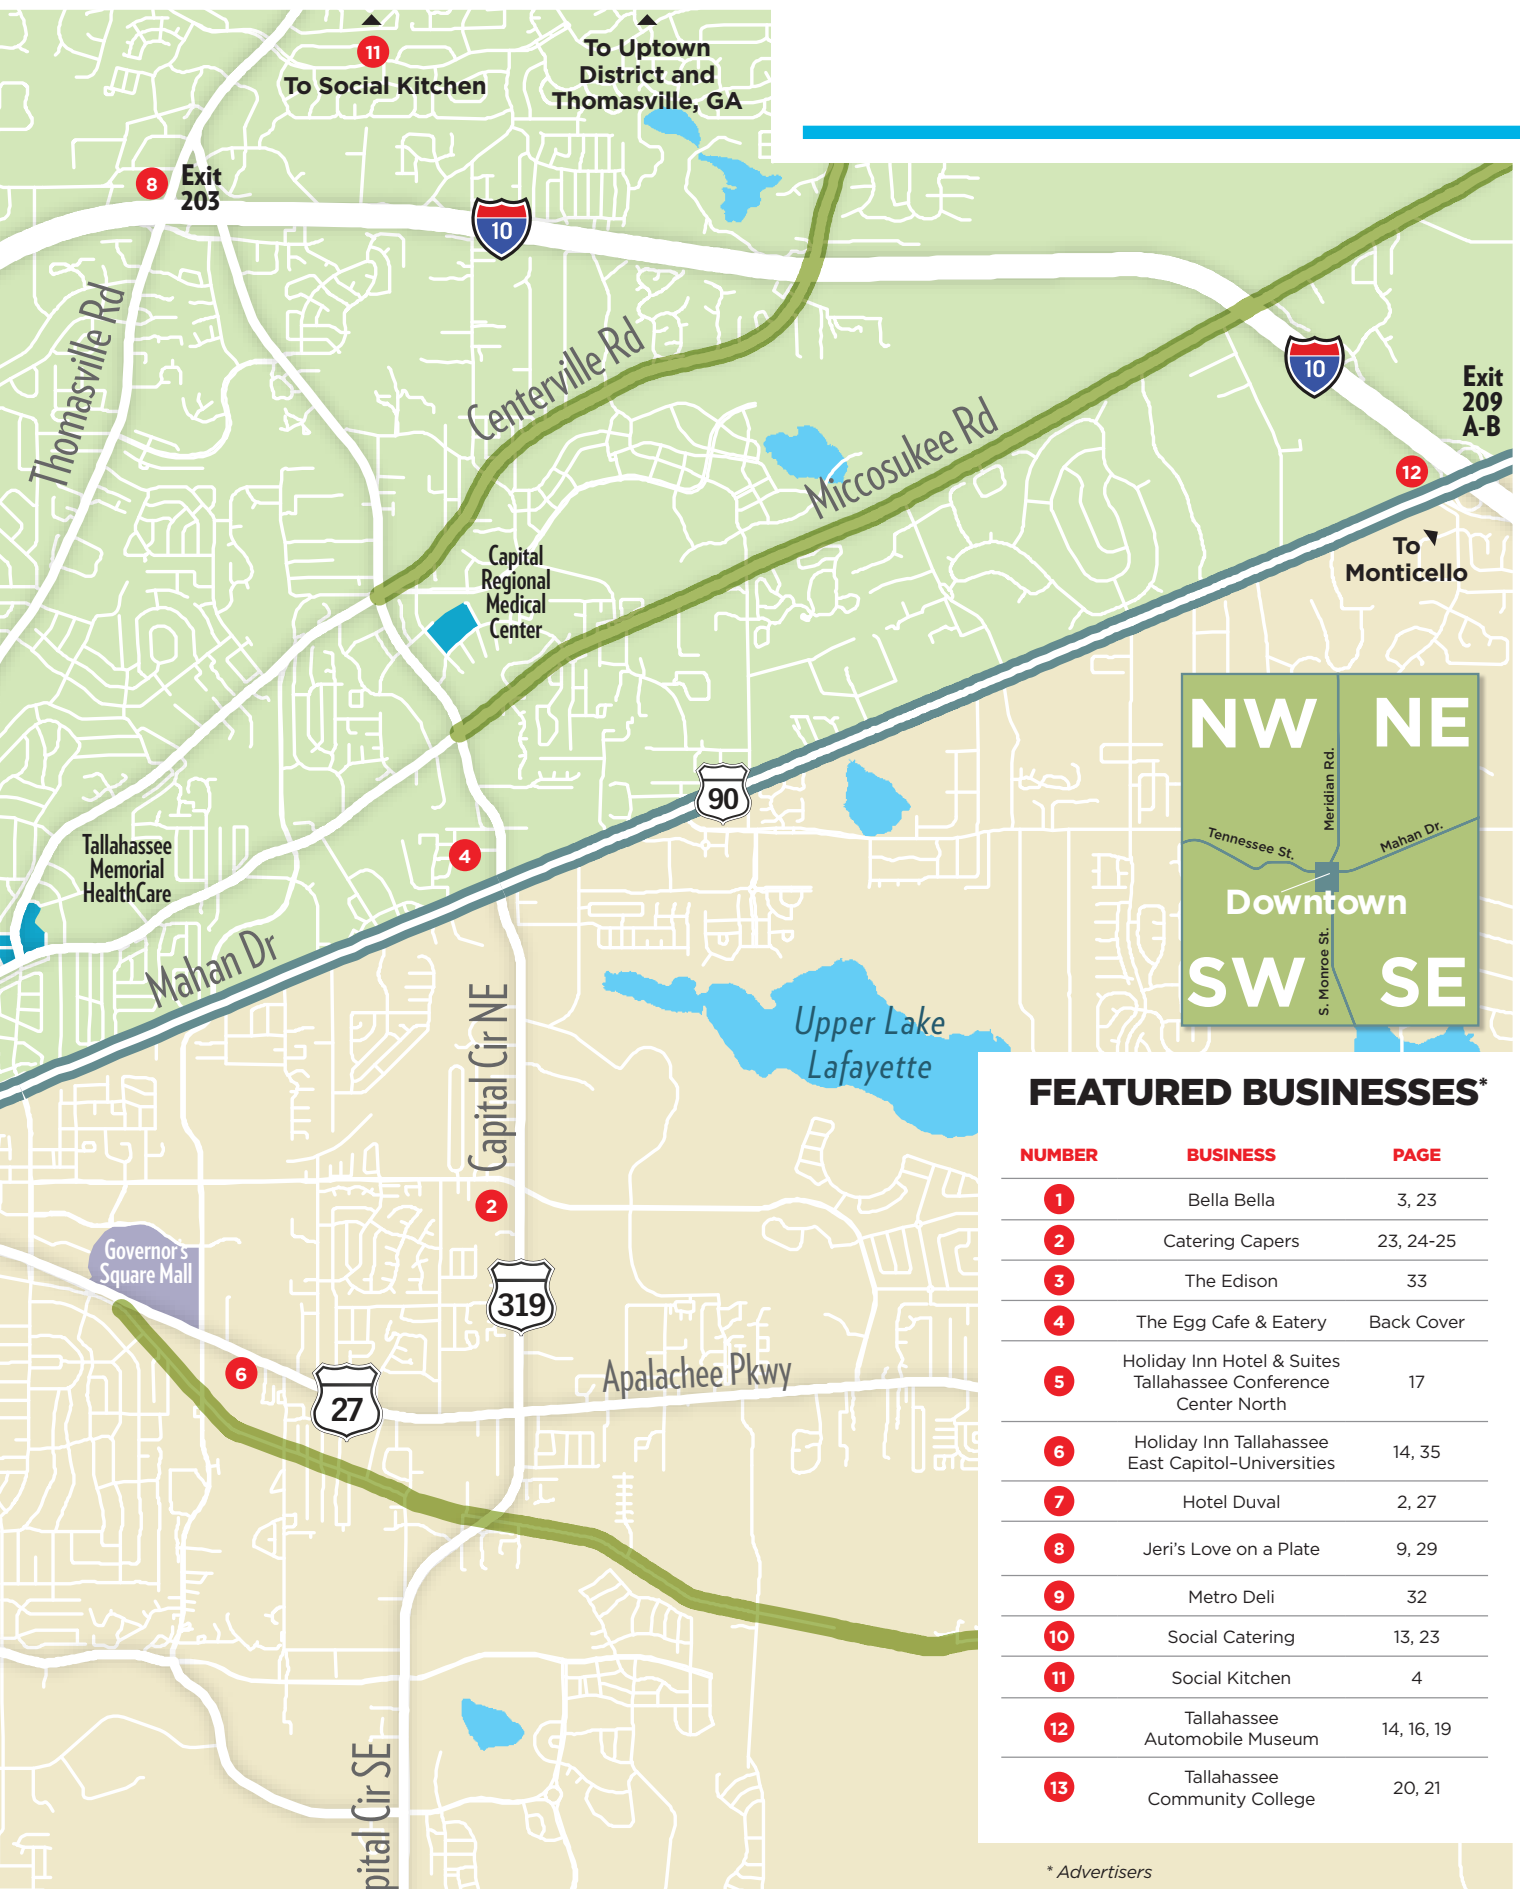 11
To Social Kitchen
To Uptown
District and
Thomasville, GA
8
Exit
203
10
Thomasville Rd
Centerville Rd
Miccosukee Rd
10
Exit
209
A-B
12
To
Monticello
Capital
Regional
Medical
Center
90
4
Tallahassee
Memorial
HealthCare
Mahan Dr
Capital Cir NE
Upper Lake
Lafayette
NW
NE
Meridian Rd.
Tennessee St.
Mahan Dr.
Downtown
S. Monroe St.
SW
SE
2
Governor's
Square Mall
319
6
27
Apalachee Pkwy
pital Cir SE
FEATURED BUSINESSES*
NUMBER BUSINESS PAGE
1 Bella Bella 3, 23
2 Catering Capers 23, 24-25
3 The Edison 33
4 The Egg Cafe & Eatery Back Cover
Holiday Inn Hotel & Suites
5 Tallahassee Conference 17
Center North
6 Holiday Inn Tallahassee 14, 35
East Capitol–Universities
7 Hotel Duval 2, 27
8 Jeri's Love on a Plate 9, 29
9 Metro Deli 32
10 Social Catering 13, 23
11 Social Kitchen 4
12 Tallahassee 14, 16, 19
Automobile Museum
13 Tallahassee 20, 21
Community College
* Advertisers